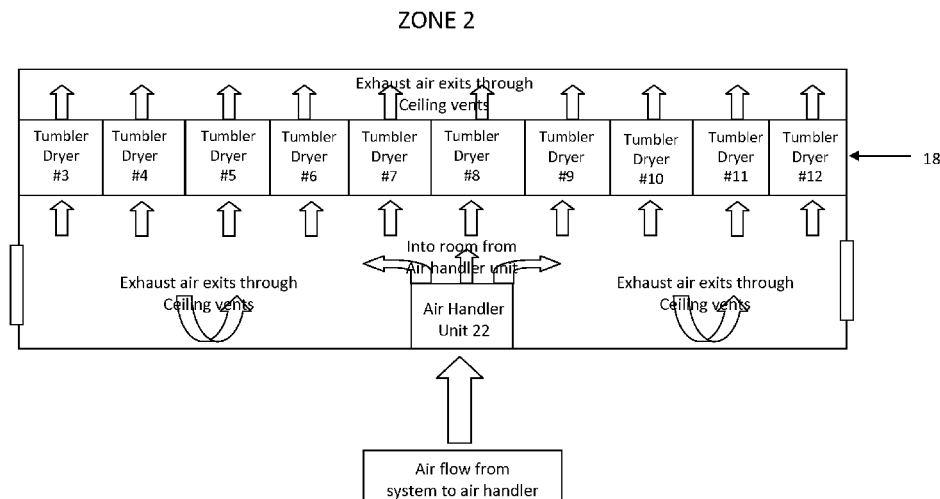 ZONE 2
Exhaust air exits through
Ceiling vents
Tumbler
Dryer
#3
Tumbler
Dryer
#4
Tumbler
Dryer
#5
Tumbler
Dryer
#6
Tumbler
Dryer
#7
Tumbler
Dryer
#8
Tumbler
Dryer
#9
Tumbler
Dryer
#10
Tumbler
Dryer
#11
Tumbler
Dryer
#12
18
Into room from
Air handler unit
Exhaust air exits through
Ceiling vents
Air Handler
Unit 22
Exhaust air exits through
Ceiling vents
Air flow from
system to air handler